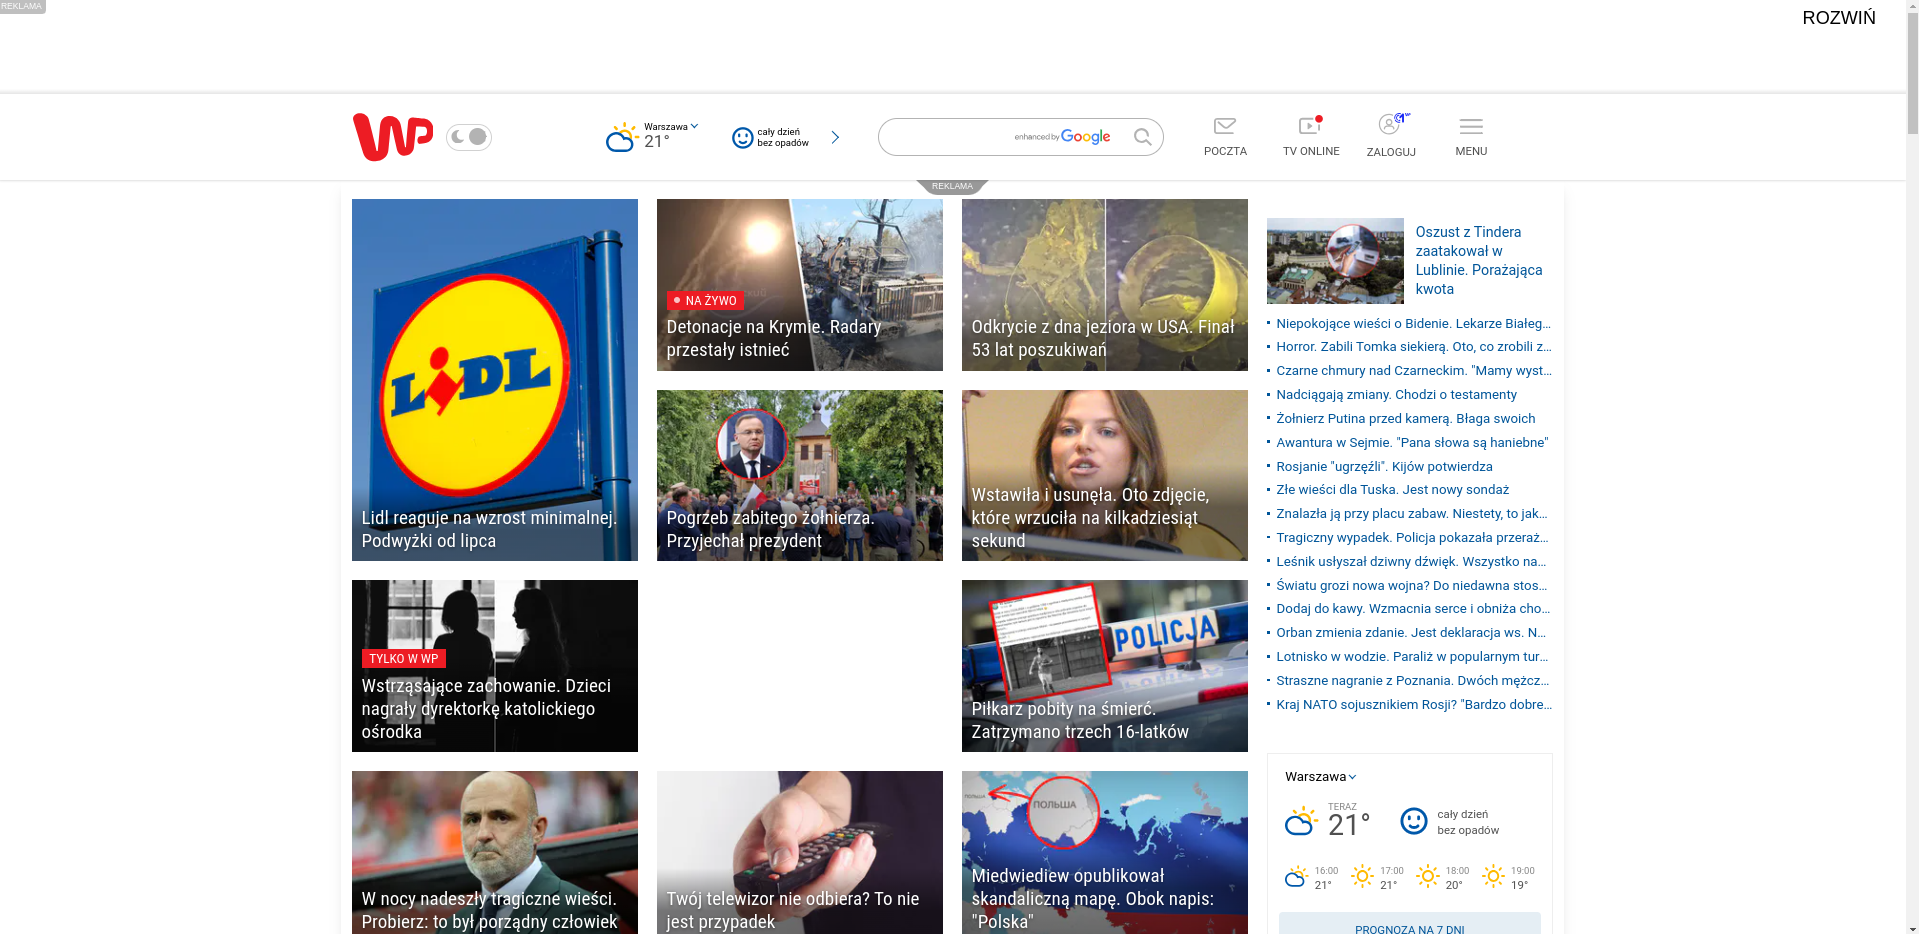 REKLAMA
ROZWIŃ
WP
Warszawa
21°
cały dzień
bez opadów
enhanced by Google
POCZTA
TV ONLINE
ZALOGUJ
MENU
REKLAMA
LIDL
Lidl reaguje na wzrost minimalnej.
Podwyżki od lipca
NA ŻYWO
Detonacje na Krymie. Radary
przestały istnieć
Odkrycie z dna jeziora w USA. Finał
53 lat poszukiwań
Pogrzeb zabitego żołnierza.
Przyjechał prezydent
Wstawiła i usunęła. Oto zdjęcie,
które wrzuciła na kilkadziesiąt
sekund
TYLKO W WP
Wstrząsające zachowanie. Dzieci
nagrały dyrektorkę katolickiego
ośrodka
POLICJA
Piłkarz pobity na śmierć.
Zatrzymano trzech 16-latków
W nocy nadeszły tragiczne wieści.
Probierz: to był porządny człowiek
Twój telewizor nie odbiera? To nie
jest przypadek
ПОЛЬША
Miedwiediew opublikował
skandaliczną mapę. Obok napis:
"Polska"
Oszust z Tindera
zaatakował w
Lublinie. Porażająca
kwota
Niepokojące wieści o Bidenie. Lekarze Białeg...
Horror. Zabili Tomka siekierą. Oto, co zrobili z...
Czarne chmury nad Czarneckim. "Mamy wyst...
Nadciągają zmiany. Chodzi o testamenty
Żołnierz Putina przed kamerą. Błaga swoich
Awantura w Sejmie. "Pana słowa są haniebne"
Rosjanie "ugrzęźli". Kijów potwierdza
Złe wieści dla Tuska. Jest nowy sondaż
Znalazła ją przy placu zabaw. Niestety, to jak...
Tragiczny wypadek. Policja pokazała przeraż...
Leśnik usłyszał dziwny dźwięk. Wszystko na...
Światu grozi nowa wojna? Do niedawna stos...
Dodaj do kawy. Wzmacnia serce i obniża cho...
Orban zmienia zdanie. Jest deklaracja ws. N...
Lotnisko w wodzie. Paraliż w popularnym tur...
Straszne nagranie z Poznania. Dwóch mężcz...
Kraj NATO sojusznikiem Rosji? "Bardzo dobre...
Warszawa
TERAZ
21°
cały dzień
bez opadów
16:00
21°
17:00
21°
18:00
20°
19:00
19°
PROGNOZA NA 7 DNI